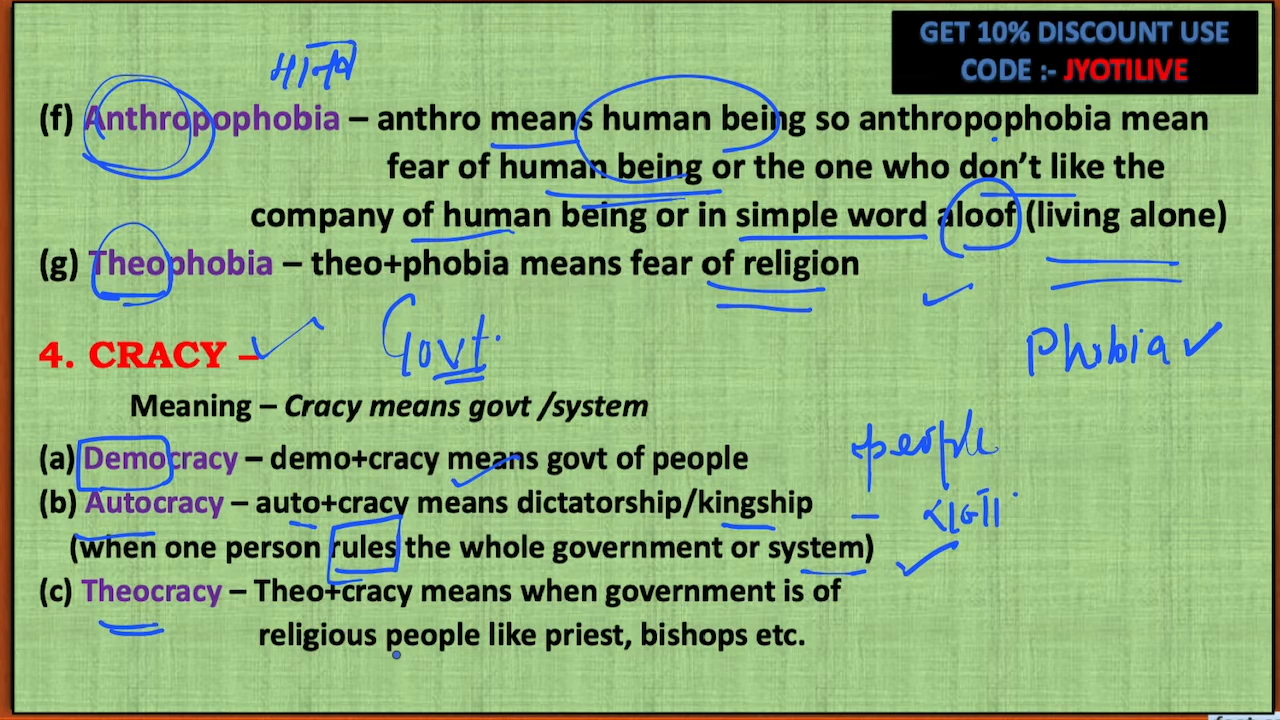 GET 10% DISCOUNT USE
CODE :- JYOTILIVE
मानव
(f) Anthropophobia – anthro means human being so anthropophobia mean
fear of human being or the one who don’t like the
company of human being or in simple word aloof (living alone)
(g) Theophobia – theo+phobia means fear of religion
Govt.
4. CRACY –
Phobia
Meaning – Cracy means govt /system
people
(a) Democracy – demo+cracy means govt of people
(b) Autocracy – auto+cracy means dictatorship/kingship
(when one person rules the whole government or system)
(c) Theocracy – Theo+cracy means when government is of
religious people like priest, bishops etc.